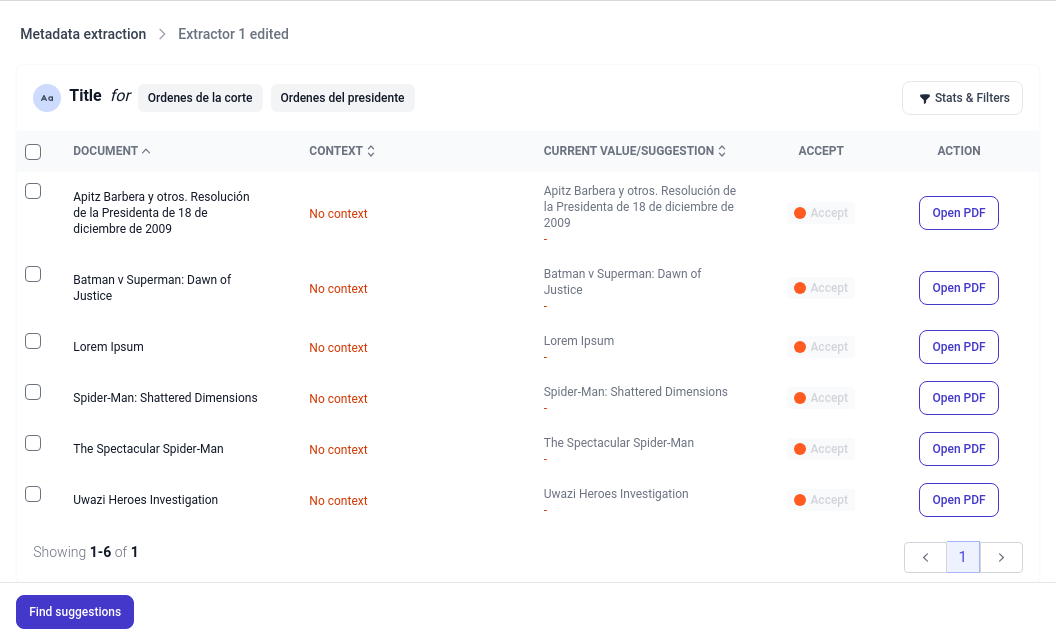 Metadata extraction > Extractor 1 edited
Aa Title for Ordenes de la corte Ordenes del presidente Stats & Filters
DOCUMENT CONTEXT CURRENT VALUE/SUGGESTION ACCEPT ACTION
Apitz Barbera y otros. Resolución
de la Presidenta de 18 de
diciembre de 2009
No context
Apitz Barbera y otros. Resolución de
la Presidenta de 18 de diciembre de
2009
-
Accept
Open PDF
Batman v Superman: Dawn of
Justice
No context
Batman v Superman: Dawn of
Justice
-
Accept
Open PDF
Lorem Ipsum
No context
Lorem Ipsum
-
Accept
Open PDF
Spider-Man: Shattered Dimensions
No context
Spider-Man: Shattered Dimensions
-
Accept
Open PDF
The Spectacular Spider-Man
No context
The Spectacular Spider-Man
-
Accept
Open PDF
Uwazi Heroes Investigation
No context
Uwazi Heroes Investigation
-
Accept
Open PDF
Showing 1-6 of 1
< 1 >
Find suggestions